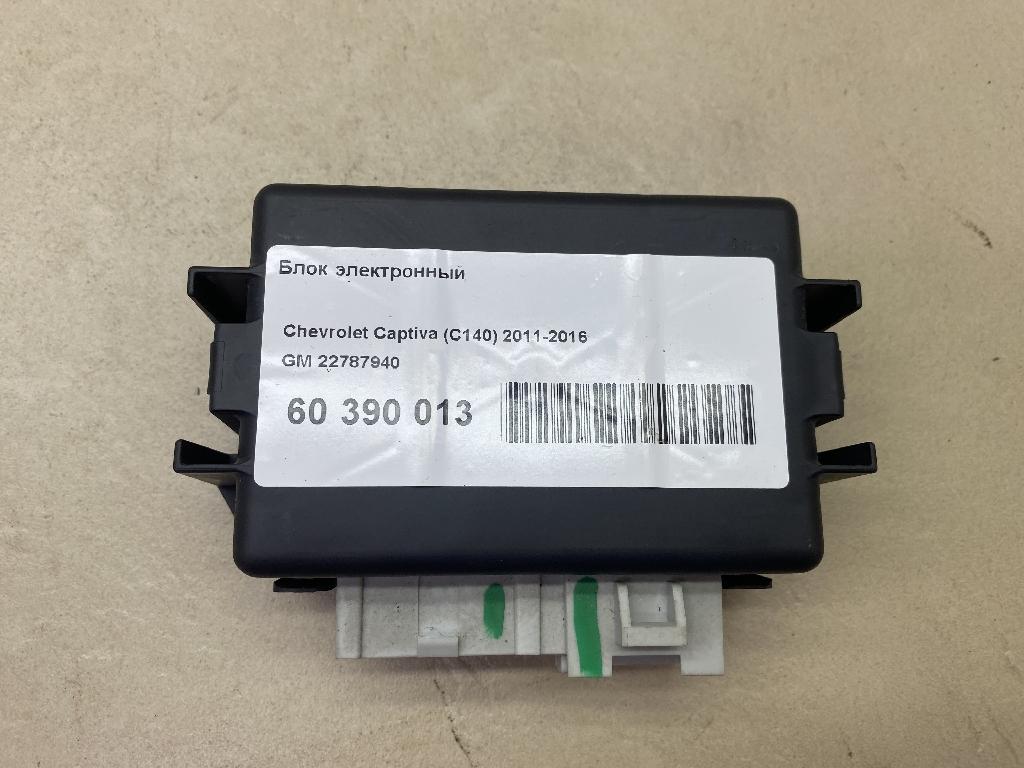 Блок электронный
Chevrolet Captiva (C140) 2011-2016
GM 22787940
60 390 013